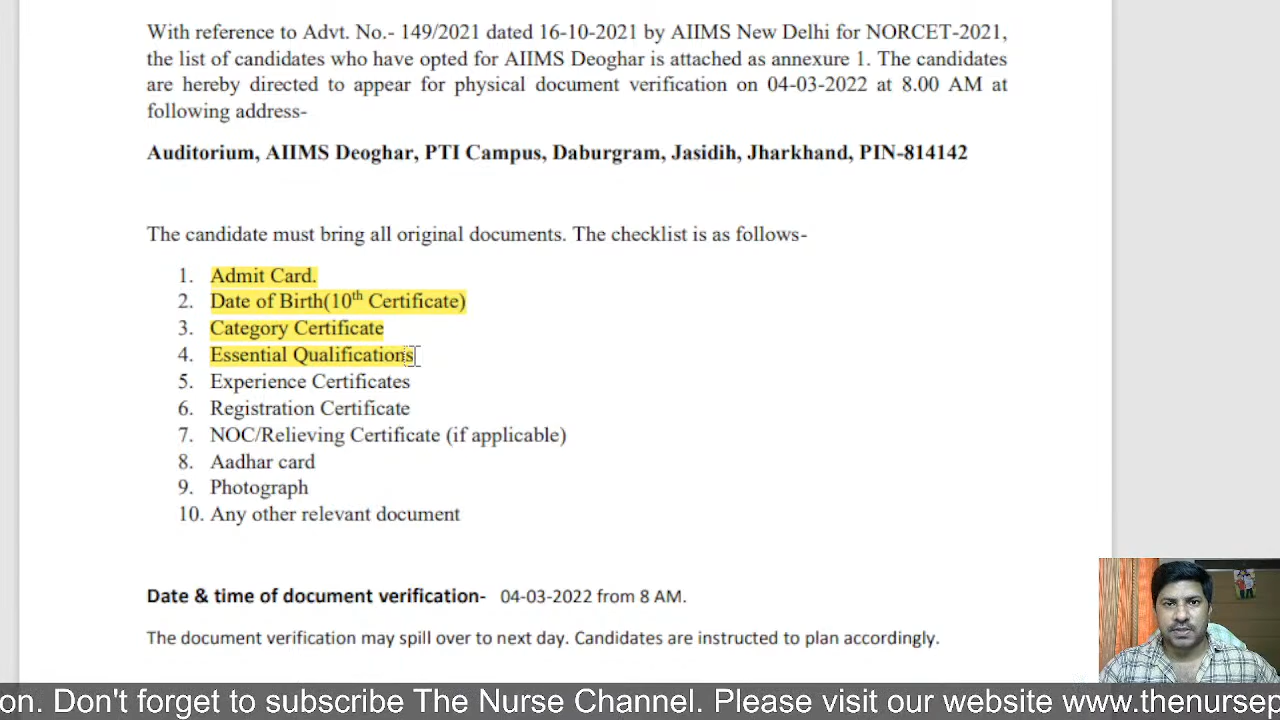 With reference to Advt. No.- 149/2021 dated 16-10-2021 by AIIMS New Delhi for NORCET-2021,
the list of candidates who have opted for AIIMS Deoghar is attached as annexure 1. The candidates
are hereby directed to appear for physical document verification on 04-03-2022 at 8.00 AM at
following address-
Auditorium, AIIMS Deoghar, PTI Campus, Daburgram, Jasidih, Jharkhand, PIN-814142
The candidate must bring all original documents. The checklist is as follows-
1. Admit Card.
2. Date of Birth(10th Certificate)
3. Category Certificate
4. Essential Qualifications
5. Experience Certificates
6. Registration Certificate
7. NOC/Relieving Certificate (if applicable)
8. Aadhar card
9. Photograph
10. Any other relevant document
Date & time of document verification- 04-03-2022 from 8 AM.
The document verification may spill over to next day. Candidates are instructed to plan accordingly.
on. Don't forget to subscribe The Nurse Channel. Please visit our website www.thenursep